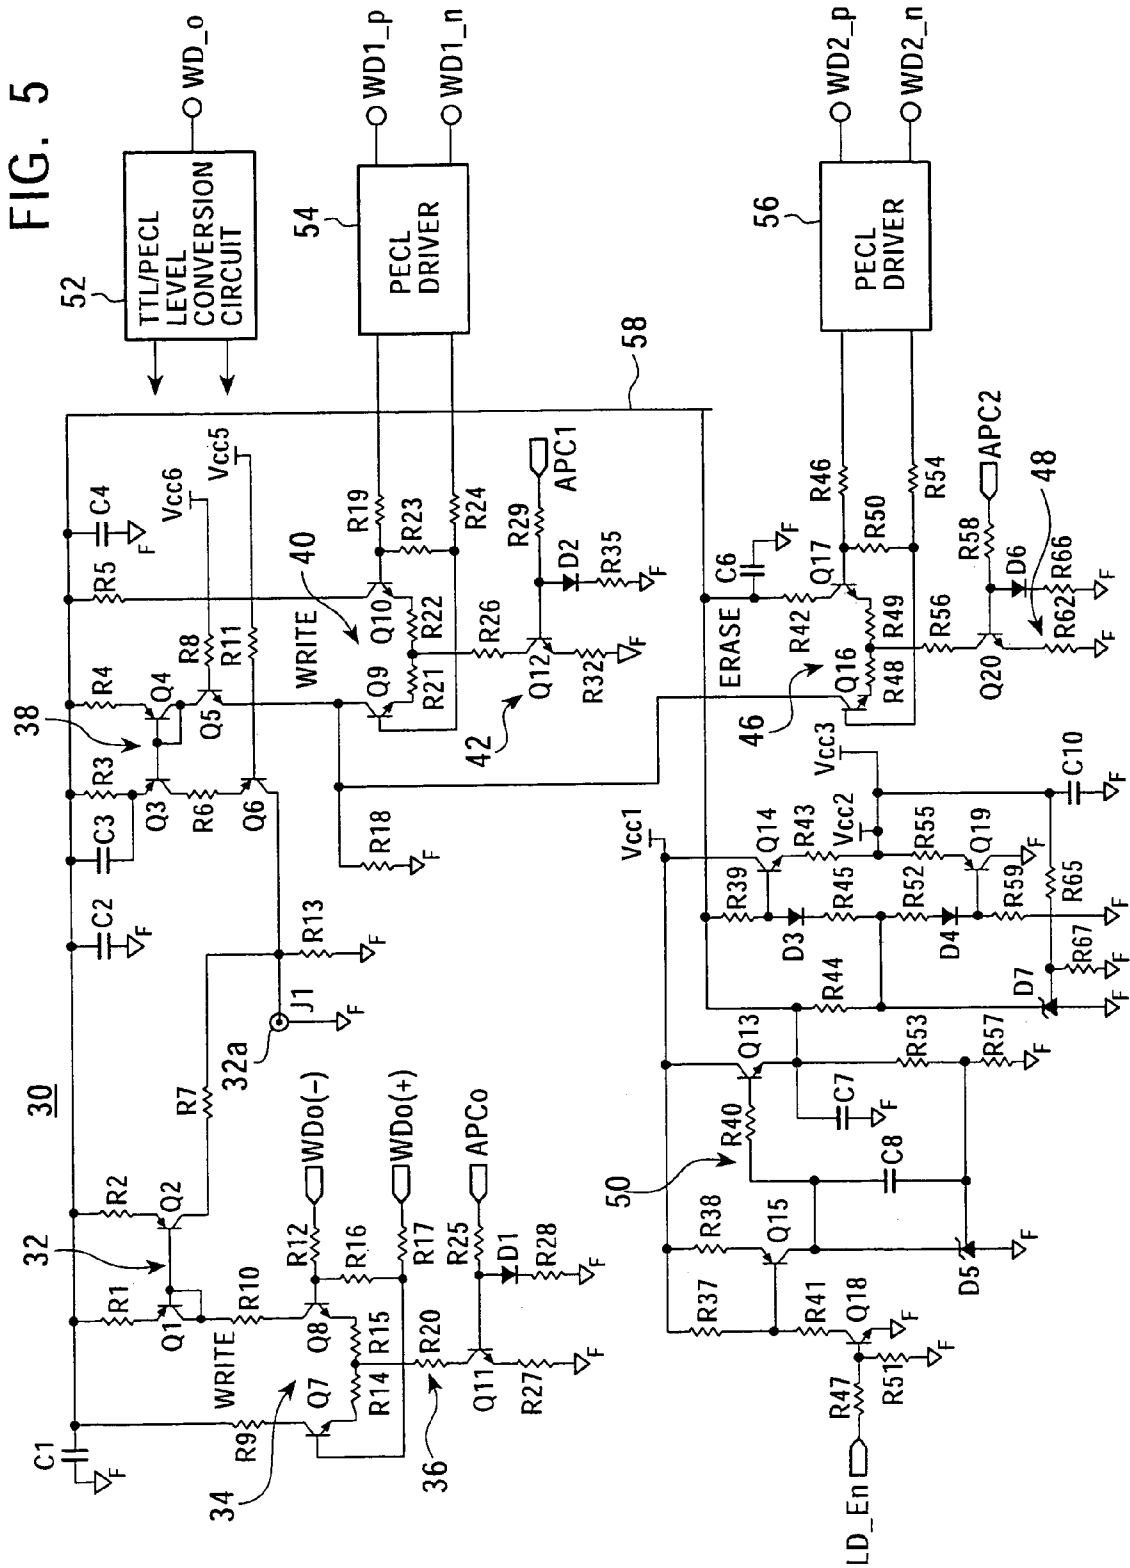 FIG. 5
30
52
TTL/PECL
LEVEL
CONVERSION
CIRCUIT
WD_o
54
PECL
DRIVER
WD1_p
WD1_n
56
PECL
DRIVER
WD2_p
WD2_n
58
C1
F
R1
R2
32
Q1
Q2
R7
C2
F
C3
R3
R4
38
Q3
Q4
R5
C4
F
Vcc6
Vcc5
R8
R11
Q5
R6
Q6
R13
F
J1
32a
F
R9
R10
WRITE
34
Q7
Q8
R12
WDo(-)
R16
R17
WDo(+)
R14
R15
R20
36
Q11
R25
APCo
D1
R28
F
R27
F
R18
F
WRITE
40
Q9
Q10
R19
R23
R24
R21
R22
R26
42
Q12
R29
APC1
D2
R35
F
R32
F
LD_En
R47
R51
F
Q18
F
R41
R37
R38
Q15
50
R40
Q13
C7
F
C8
D5
F
R53
R57
F
Vcc1
R44
R39
Q14
D3
R45
R43
Vcc2
Vcc3
R52
R55
D4
Q19
F
R59
F
R65
R67
F
D7
F
C10
F
ERASE
C6
F
46
R42
Q16
Q17
R46
R50
R54
R48
R49
R56
Q20
R58
APC2
48
D6
R66
F
R62
F